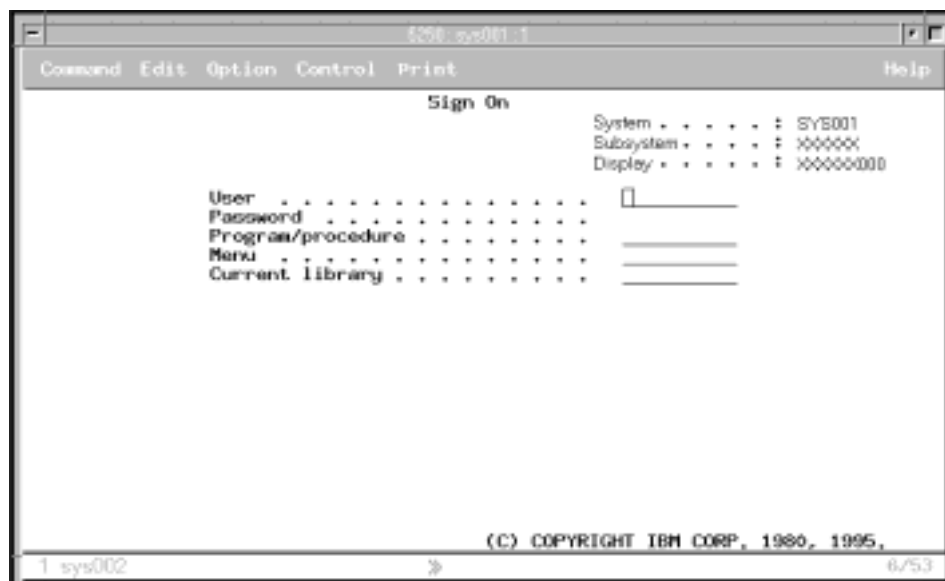 5250: sys001 :1
Command Edit Option Control Print Help
Sign On
System . . . . . : SYS001
Subsystem . . . . : XXXXXX
Display . . . . . : XXXXXX000
User . . . . . . . . . . . . . .
Password . . . . . . . . . . . .
Program/procedure . . . . . . . .
Menu . . . . . . . . . . . . . .
Current library . . . . . . . . .
(C) COPYRIGHT IBM CORP. 1980, 1995.
1 sys002 » 6/53